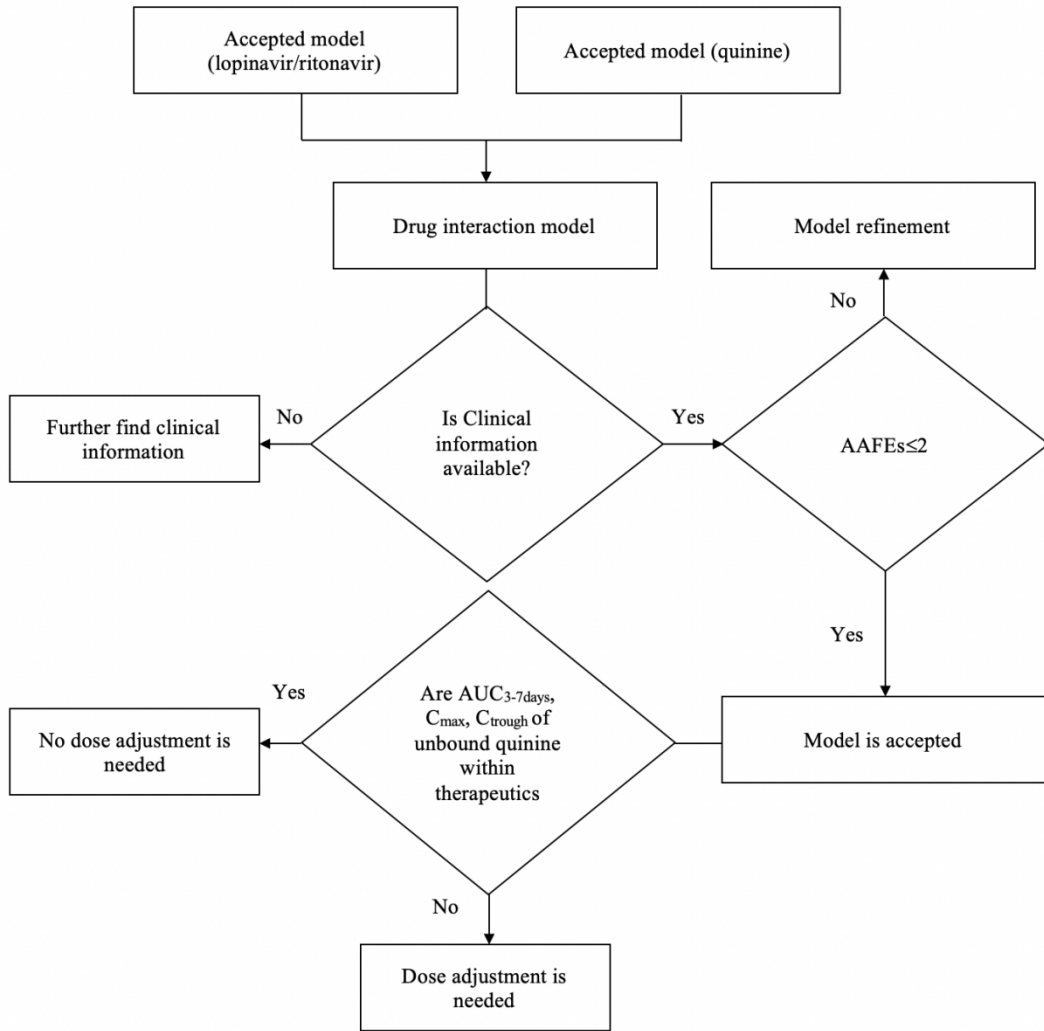 Accepted model
(lopinavir/ritonavir)
Accepted model (quinine)
Drug interaction model
Model refinement
No
Further find clinical
information
No
Is Clinical
information
available?
Yes
AAFEs≤2
Yes
Yes
No dose adjustment is
needed
Are AUC3-7days,
Cmax, Ctrough of
unbound quinine
within
therapeutics
Model is accepted
No
Dose adjustment is
needed